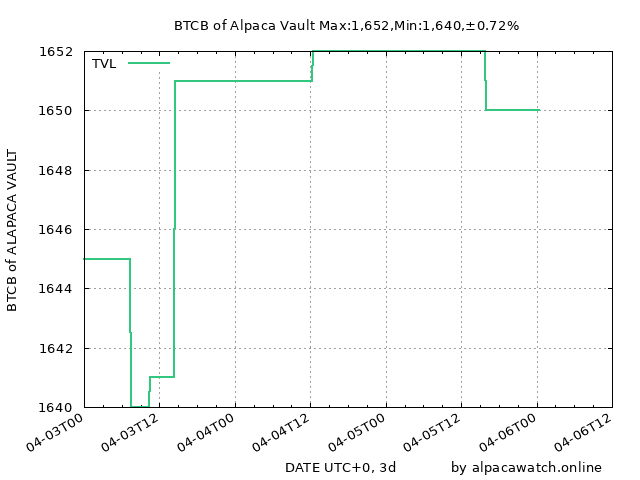 BTCB of Alpaca Vault Max:1,652,Min:1,640,±0.72%
TVL
1652
1650
1648
1646
1644
1642
1640
BTCB of ALAPACA VAULT
04-03T00
04-03T12
04-04T00
04-04T12
04-05T00
04-05T12
04-06T00
04-06T12
DATE UTC+0, 3d
by alpacawatch.online